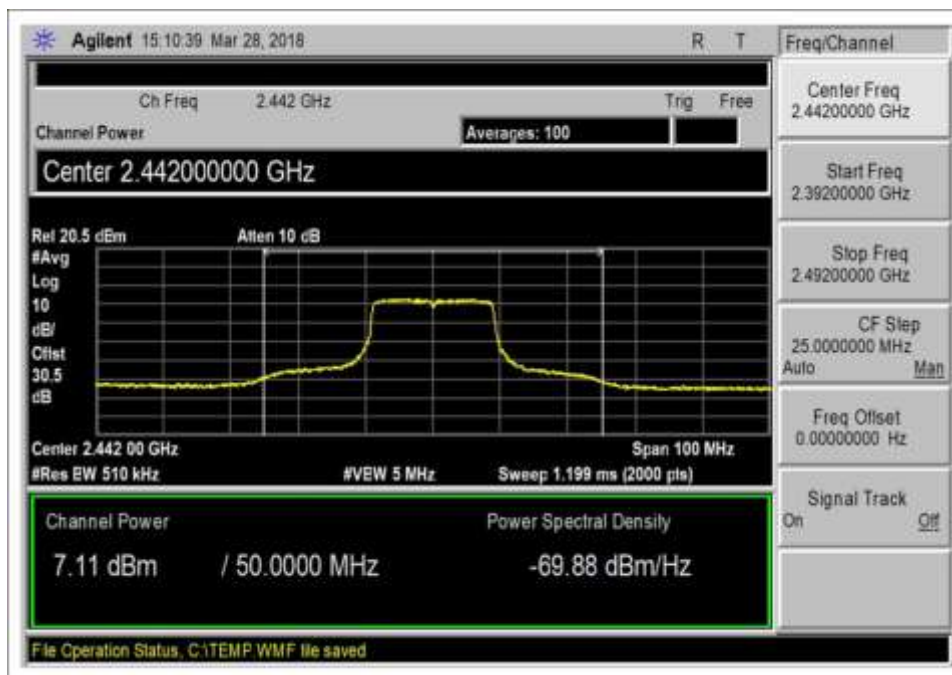 Agilent 15:10:39 Mar 28, 2018 R T
Freq/Channel
Ch Freq 2.442 GHz Trig Free
Channel Power Averages: 100
Center 2.442000000 GHz
Ref 20.5 dBm Atten 10 dB
#Avg
Log
10
dB/
Offst
30.5
dB
Center 2.442 00 GHz Span 100 MHz
#Res BW 510 kHz #VBW 5 MHz Sweep 1.199 ms (2000 pts)
Channel Power Power Spectral Density
7.11 dBm / 50.0000 MHz -69.88 dBm/Hz
File Operation Status, C:\TEMP.WMF file saved
Center Freq
2.44200000 GHz
Start Freq
2.39200000 GHz
Stop Freq
2.49200000 GHz
CF Step
25.0000000 MHz
Auto Man
Freq Offset
0.00000000 Hz
Signal Track
On Off